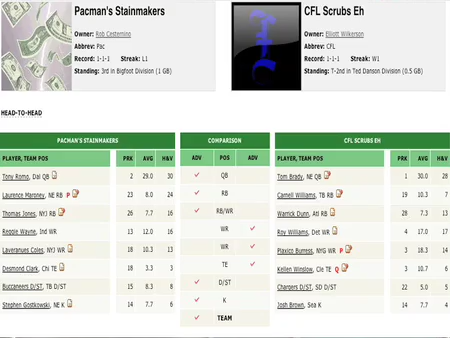 Pacman's Stainmakers
Owner: Rob Cesternino
Abbrev: Pac
Record: 1-1-1 Streak: L1
Standing: 3rd in Bigfoot Division (1 GB)
CFL Scrubs Eh
Owner: Elliott Wilkerson
Abbrev: CFL
Record: 1-1-1 Streak: W1
Standing: T-2nd in Ted Danson Division (0.5 GB)
HEAD-TO-HEAD
PACMAN'S STAINMAKERS COMPARISON CFL SCRUBS EH
PLAYER, TEAM POS PRK AVG H&V ADV POS ADV PLAYER, TEAM POS PRK AVG H&V
Tony Romo, Dal QB 2 29.0 30 QB Tom Brady, NE QB 1 30.0 28
Laurence Maroney, NE RB P 23 8.0 24 RB Carnell Williams, TB RB 19 10.3 7
Thomas Jones, NYJ RB 26 7.7 16 RB/WR Warrick Dunn, Atl RB 28 7.3 13
Reggie Wayne, Ind WR 13 12.0 16 WR Roy Williams, Det WR 4 17.0 17
Laveranues Coles, NYJ WR 18 10.3 13 WR Plaxico Burress, NYG WR P 3 18.3 14
Desmond Clark, Chi TE 18 3.3 3 TE Kellen Winslow, Cle TE Q 3 10.7 6
Buccaneers D/ST, TB D/ST 15 8.3 8 D/ST Chargers D/ST, SD D/ST 22 5.0 5
Stephen Gostkowski, NE K 14 7.7 6 K Josh Brown, Sea K 14 7.7 4
TEAM